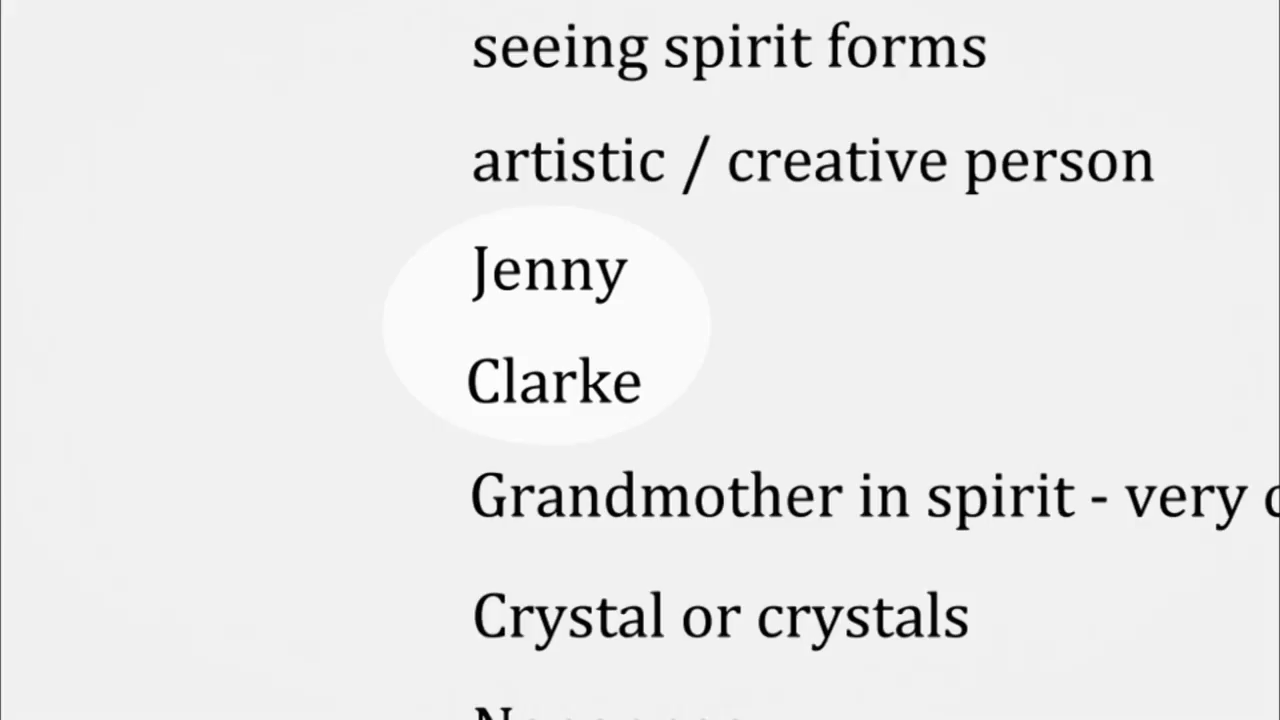 seeing spirit forms
artistic / creative person
Jenny
Clarke
Grandmother in spirit - very
Crystal or crystals